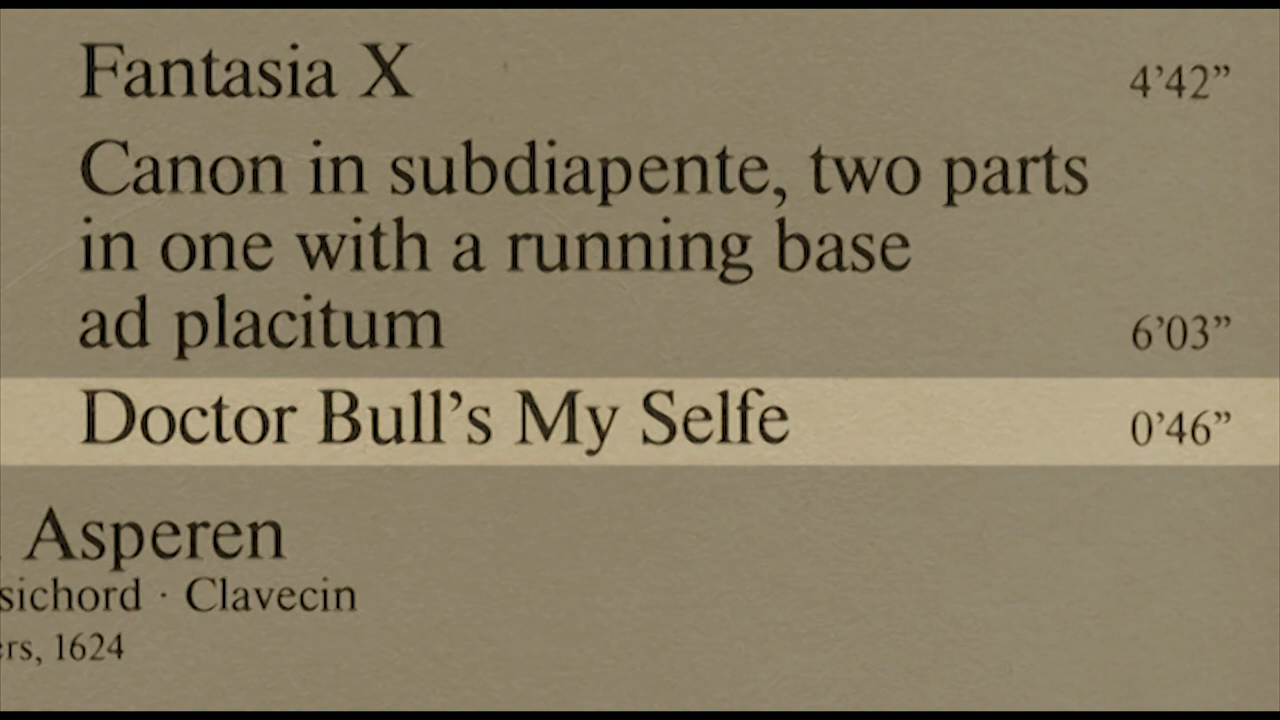 Fantasia X 4’42”
Canon in subdiapente, two parts
in one with a running base
ad placitum 6’03”
Doctor Bull’s My Selfe 0’46”
Asperen
sichord · Clavecin
ers, 1624